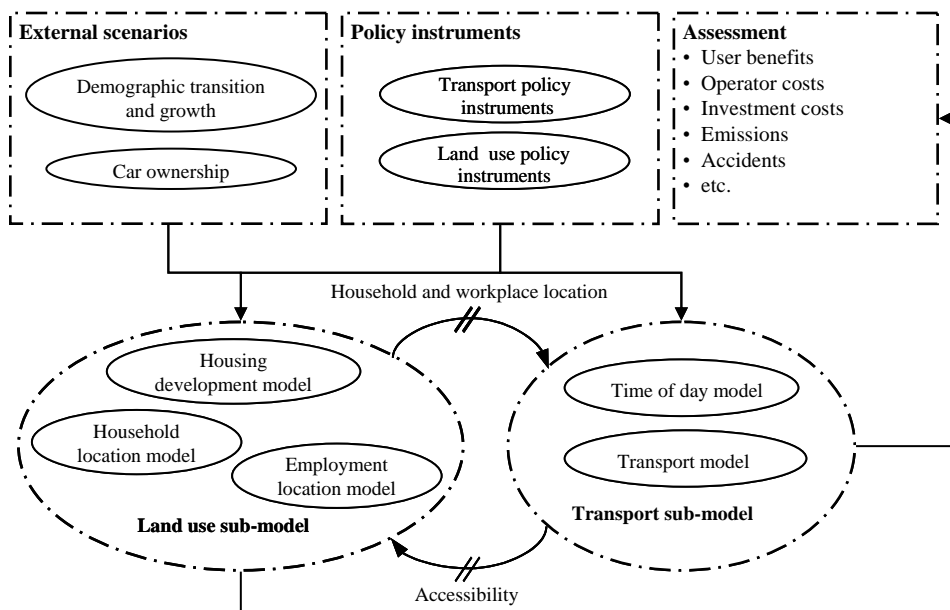 External scenarios
Demographic transition
and growth
Car ownership
Policy instruments
Transport policy
instruments
Land use policy
instruments
Assessment
• User benefits
• Operator costs
• Investment costs
• Emissions
• Accidents
• etc.
Household and workplace location
Housing
development model
Household
location model
Employment
location model
Land use sub-model
Time of day model
Transport model
Transport sub-model
Accessibility